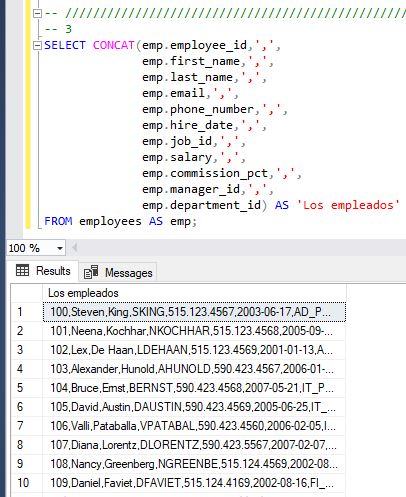 -- ////////////////////////////////////////////
-- 3
SELECT CONCAT(emp.employee_id,',',
emp.first_name,',',
emp.last_name,',',
emp.email,',',
emp.phone_number,',',
emp.hire_date,',',
emp.job_id,',',
emp.salary,',',
emp.commission_pct,',',
emp.manager_id,',',
emp.department_id) AS 'Los empleados'
FROM employees AS emp;
100 %
Results Messages
Los empleados
1 100,Steven,King,SKING,515.123.4567,2003-06-17,AD_P...
2 101,Neena,Kochhar,NKOCHHAR,515.123.4568,2005-09-...
3 102,Lex,De Haan,LDEHAAN,515.123.4569,2001-01-13,A...
4 103,Alexander,Hunold,AHUNOLD,590.423.4567,2006-01-...
5 104,Bruce,Ernst,BERNST,590.423.4568,2007-05-21,IT_P...
6 105,David,Austin,DAUSTIN,590.423.4569,2005-06-25,IT_...
7 106,Valli,Pataballa,VPATABAL,590.423.4560,2006-02-05,I...
8 107,Diana,Lorentz,DLORENTZ,590.423.5567,2007-02-07,...
9 108,Nancy,Greenberg,NGREENBE,515.124.4569,2002-08-...
10 109,Daniel,Faviet,DFAVIET,515.124.4169,2002-08-16,FI_...